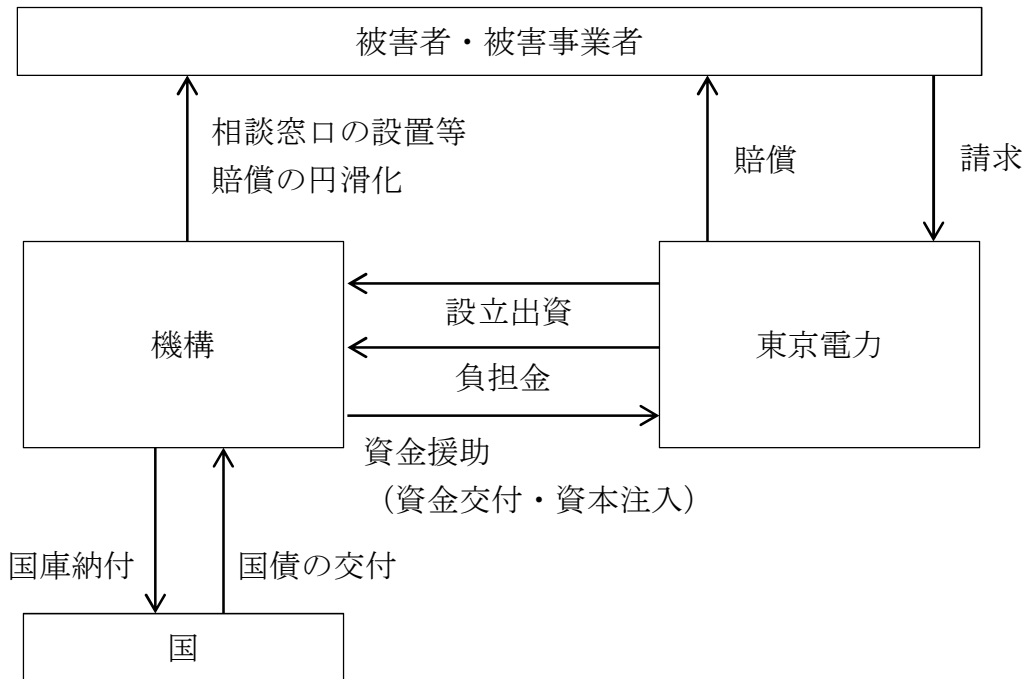 被害者・被害事業者
相談窓口の設置等
賠償の円滑化
賠償
請求
機構
設立出資
負担金
東京電力
資金援助
（資金交付・資本注入）
国庫納付
国債の交付
国